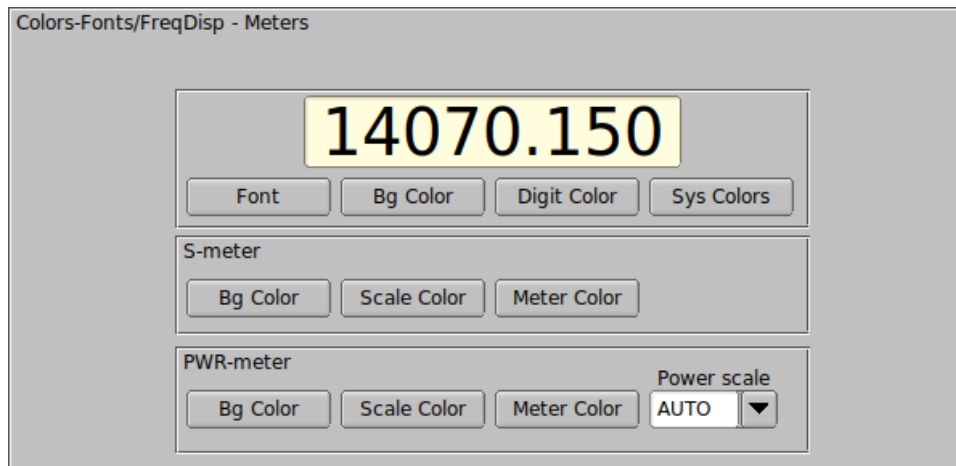 Colors-Fonts/FreqDisp - Meters
14070.150
Font Bg Color Digit Color Sys Colors
S-meter
Bg Color Scale Color Meter Color
PWR-meter
Power scale
Bg Color Scale Color Meter Color AUTO